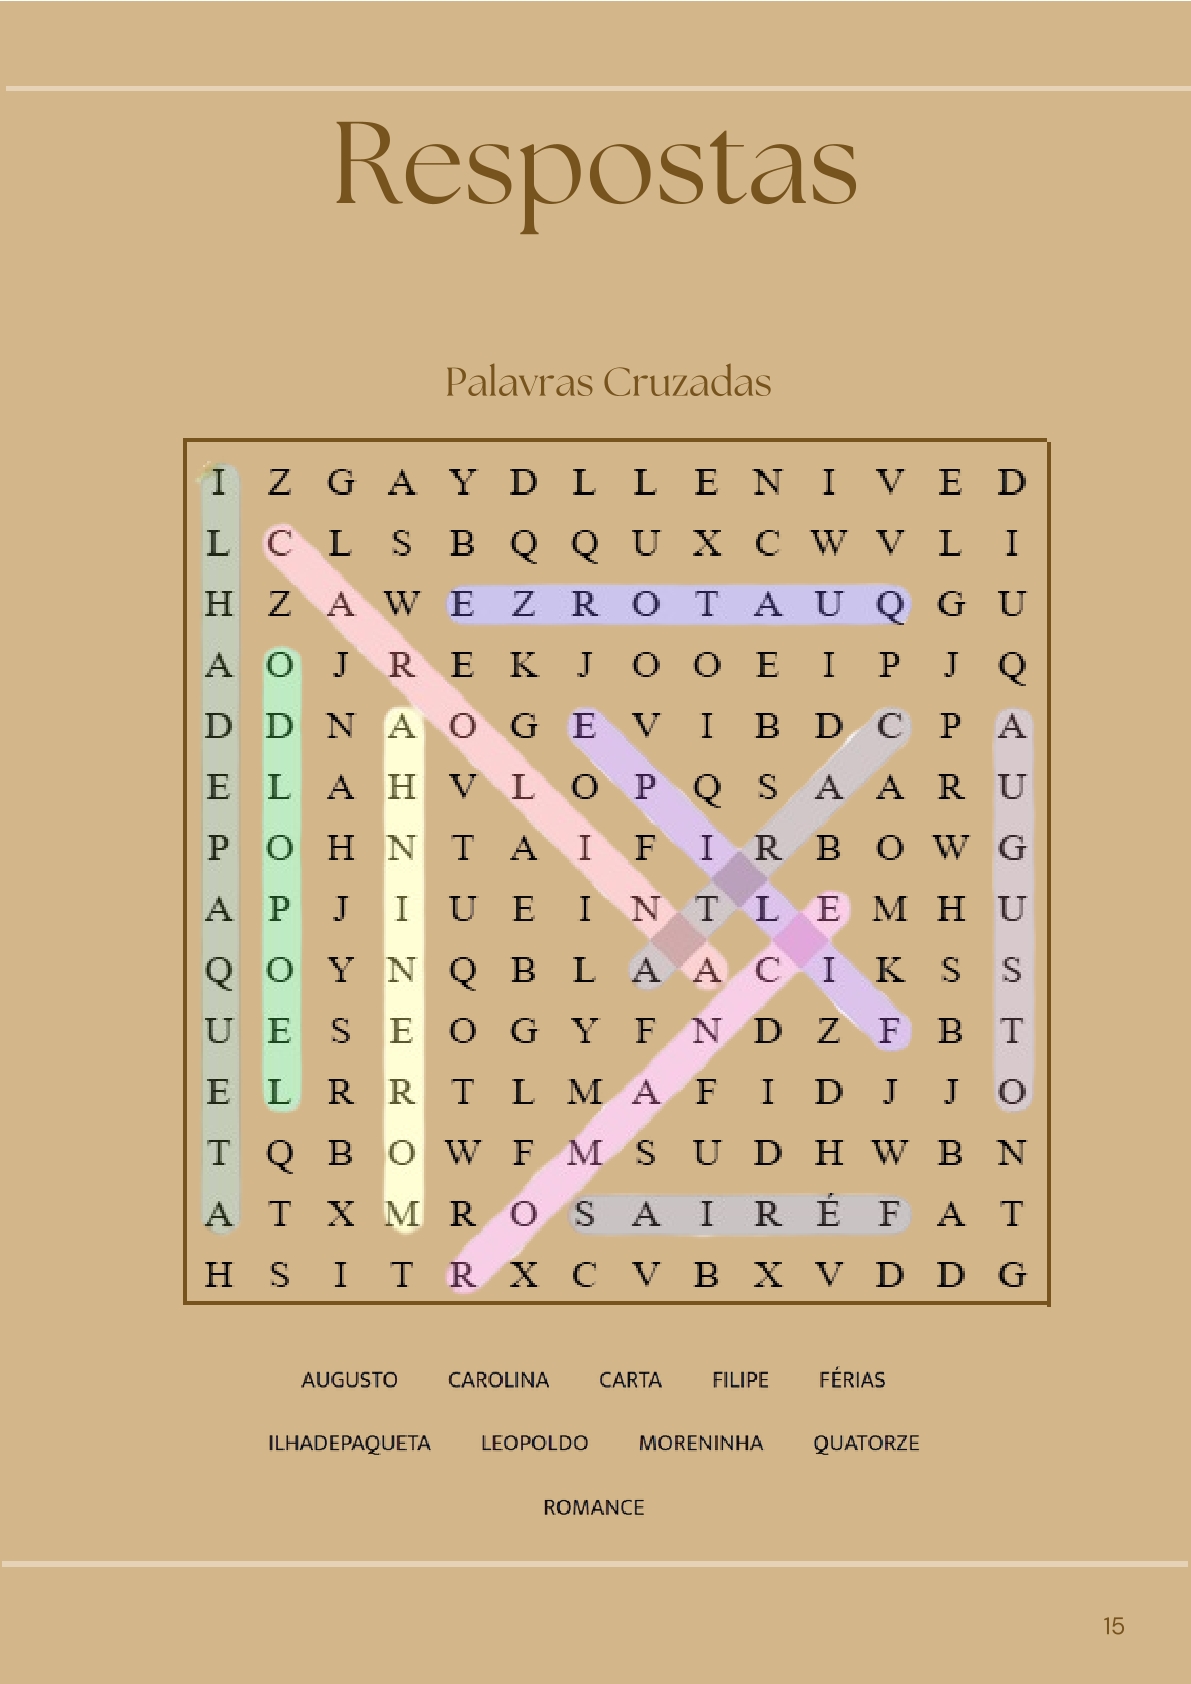 Respostas
Palavras Cruzadas
I Z G A Y D L L E N I V E D
L C L S B Q Q U X C W V L I
H Z A W E Z R O T A U Q G U
A O J R E K J O O E I P J Q
D D N A O G E V I B D C P A
E L A H V L O P Q S A A R U
P O H N T A I F I R B O W G
A P J I U E I N T L E M H U
Q O Y N Q B L A A C I K S S
U E S E O G Y F N D Z F B T
E L R R T L M A F I D J J O
T Q B O W F M S U D H W B N
A T X M R O S A I R É F A T
H S I T R X C V B X V D D G
AUGUSTO CAROLINA CARTA FILIPE FÉRIAS
ILHADEPAQUETA LEOPOLDO MORENINHA QUATORZE
ROMANCE
15